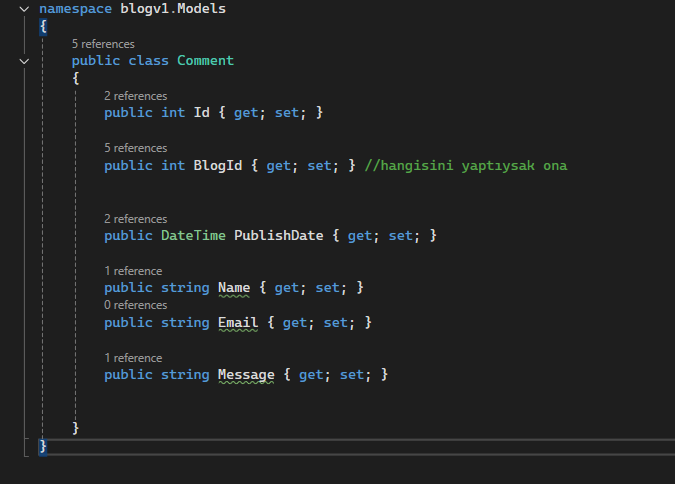 namespace blogv1.Models
{
5 references
public class Comment
{
2 references
public int Id { get; set; }
5 references
public int BlogId { get; set; } //hangisini yaptıysak ona
2 references
public DateTime PublishDate { get; set; }
1 reference
public string Name { get; set; }
0 references
public string Email { get; set; }
1 reference
public string Message { get; set; }
}
}